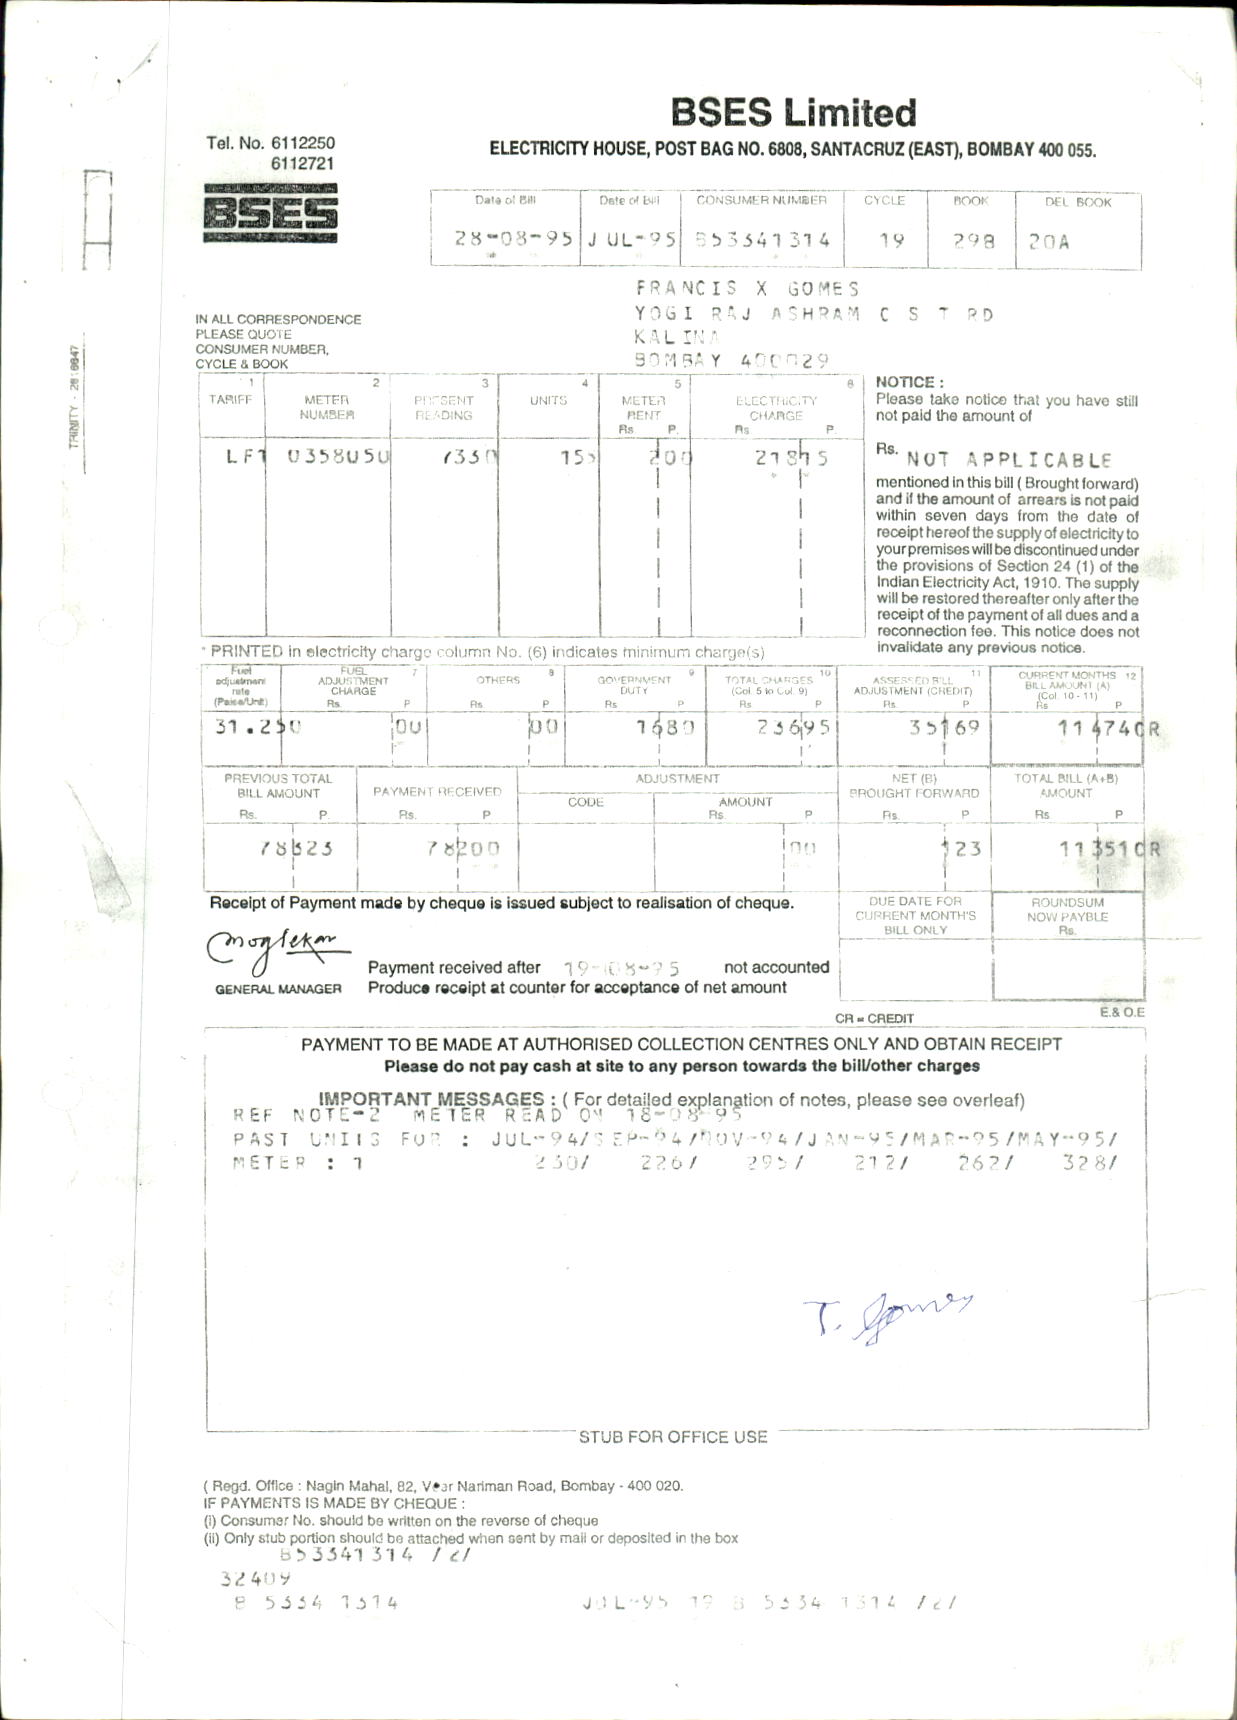 BSES Limited
Tel. No. 6112250
6112721
ELECTRICITY HOUSE, POST BAG NO. 6808, SANTACRUZ (EAST), BOMBAY 400 055.
BSES
Date of Bill Date of Bill CONSUMER NUMBER CYCLE BOOK DEL BOOK
28-08-95 JUL-95 853341314 19 298 20A
FRANCIS X GOMES
YOGI RAJ ASHRAM C S T RD
KALINA
BOMBAY 400029
IN ALL CORRESPONDENCE
PLEASE QUOTE
CONSUMER NUMBER,
CYCLE & BOOK
TRINITY -
1 2 3 4 5 6
TARIFF METER NUMBER PRESENT READING UNITS METER RENT ELECTRICITY CHARGE
Rs P. Rs P.
LF1 0358050 7330 155 200
NOTICE :
Please take notice that you have still
not paid the amount of
Rs. NOT APPLICABLE
mentioned in this bill ( Brought forward)
and if the amount of arrears is not paid
within seven days from the date of
receipt hereof the supply of electricity to
your premises will be discontinued under
the provisions of Section 24 (1) of the
Indian Electricity Act, 1910. The supply
will be restored thereafter only after the
receipt of the payment of all dues and a
reconnection fee. This notice does not
invalidate any previous notice.
* PRINTED in electricity charge column No. (6) indicates minimum charge(s)
Fuel adjustment rate (Paise/Unit) FUEL ADJUSTMENT CHARGE 7 OTHERS 8 GOVERNMENT DUTY 9 TOTAL CHARGES 10 (Col. 5 to Col. 9) ASSESSED BILL 11 ADJUSTMENT (CREDIT) CURRENT MONTHS 12 BILL AMOUNT (A) (Col. 10 - 11)
Rs. P Rs. P Rs P Rs P Rs. P Rs P
31.250 00 00 1680 23695 35169 11474CR
PREVIOUS TOTAL BILL AMOUNT PAYMENT RECEIVED ADJUSTMENT NET (B) BROUGHT FORWARD TOTAL BILL (A+B) AMOUNT
CODE AMOUNT
Rs. P. Rs. P Rs. P Rs. P Rs. P
78323 78200 00 123 11351CR
Receipt of Payment made by cheque is issued subject to realisation of cheque.
DUE DATE FOR CURRENT MONTH'S BILL ONLY
ROUNDSUM NOW PAYBLE Rs.
Payment received after 19-08-95 not accounted
GENERAL MANAGER Produce receipt at counter for acceptance of net amount
CR = CREDIT E.& O.E
PAYMENT TO BE MADE AT AUTHORISED COLLECTION CENTRES ONLY AND OBTAIN RECEIPT
Please do not pay cash at site to any person towards the bill/other charges
IMPORTANT MESSAGES : ( For detailed explanation of notes, please see overleaf)
REF NOTE-2 METER READ ON 18-08-95
PAST UNITS FOR : JUL-94/SEP-94/NOV-94/JAN-95/MAR-95/MAY-95/
METER : 1 230/ 226/ 295/ 212/ 262/ 328/
T. Gomes
STUB FOR OFFICE USE
( Regd. Office : Nagin Mahal, 82, Veer Nariman Road, Bombay - 400 020.
IF PAYMENTS IS MADE BY CHEQUE :
(i) Consumer No. should be written on the reverse of cheque
(ii) Only stub portion should be attached when sent by mail or deposited in the box
853341314 /2/
32409
8 5334 1314 JUL-95 19 8 5334 1314 /2/